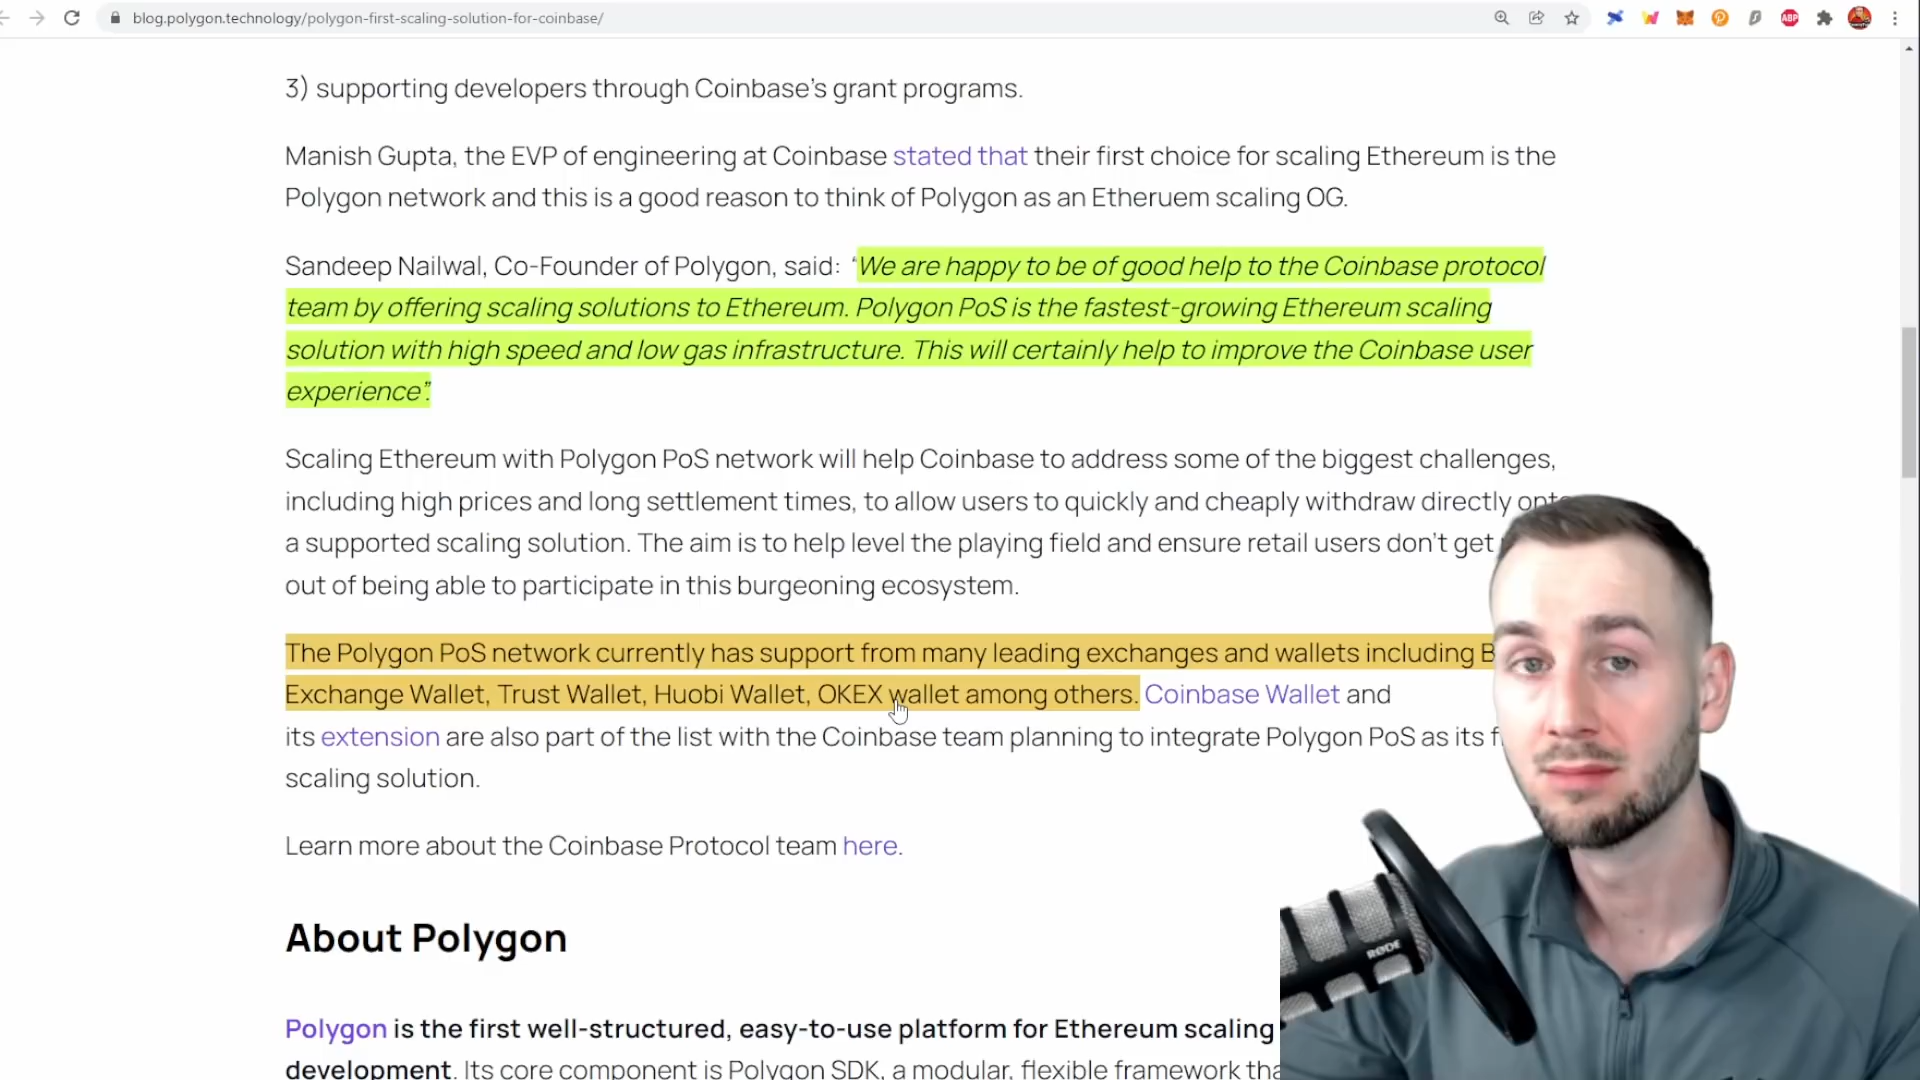 blog.polygon.technology/polygon-first-scaling-solution-for-coinbase/
ABP
3) supporting developers through Coinbase's grant programs.
Manish Gupta, the EVP of engineering at Coinbase stated that their first choice for scaling Ethereum is the
Polygon network and this is a good reason to think of Polygon as an Etheruem scaling OG.
Sandeep Nailwal, Co-Founder of Polygon, said: “We are happy to be of good help to the Coinbase protocol
team by offering scaling solutions to Ethereum. Polygon PoS is the fastest-growing Ethereum scaling
solution with high speed and low gas infrastructure. This will certainly help to improve the Coinbase user
experience”.
Scaling Ethereum with Polygon PoS network will help Coinbase to address some of the biggest challenges,
including high prices and long settlement times, to allow users to quickly and cheaply withdraw directly onto
a supported scaling solution. The aim is to help level the playing field and ensure retail users don't get
out of being able to participate in this burgeoning ecosystem.
The Polygon PoS network currently has support from many leading exchanges and wallets including
Exchange Wallet, Trust Wallet, Huobi Wallet, OKEX wallet among others. Coinbase Wallet and
its extension are also part of the list with the Coinbase team planning to integrate Polygon PoS as its
scaling solution.
Learn more about the Coinbase Protocol team here.
About Polygon
Polygon is the first well-structured, easy-to-use platform for Ethereum scaling
development. Its core component is Polygon SDK, a modular, flexible framework
RØDE